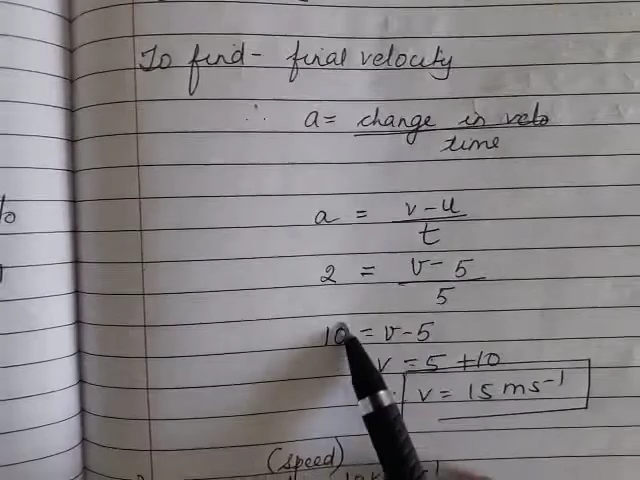 To find - final velocity
∴ a = change in velo / time
a = v - u / t
2 = v - 5 / 5
10 = v - 5
v = 5 + 10
v = 15 ms⁻¹
(speed)